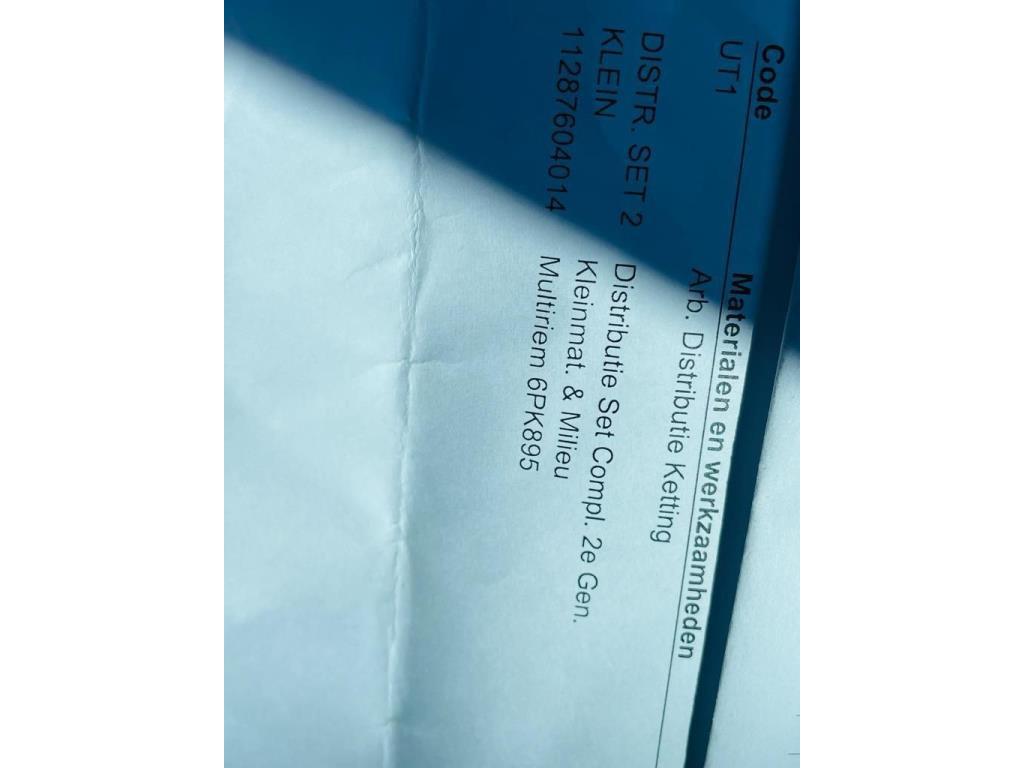 Code Materialen en werkzaamheden
UT1 Arb. Distributie Ketting
DISTR. SET 2 Distributie Set Compl. 2e Gen.
KLEIN Kleinmat. & Milieu
11287604014 Multiriem 6PK895